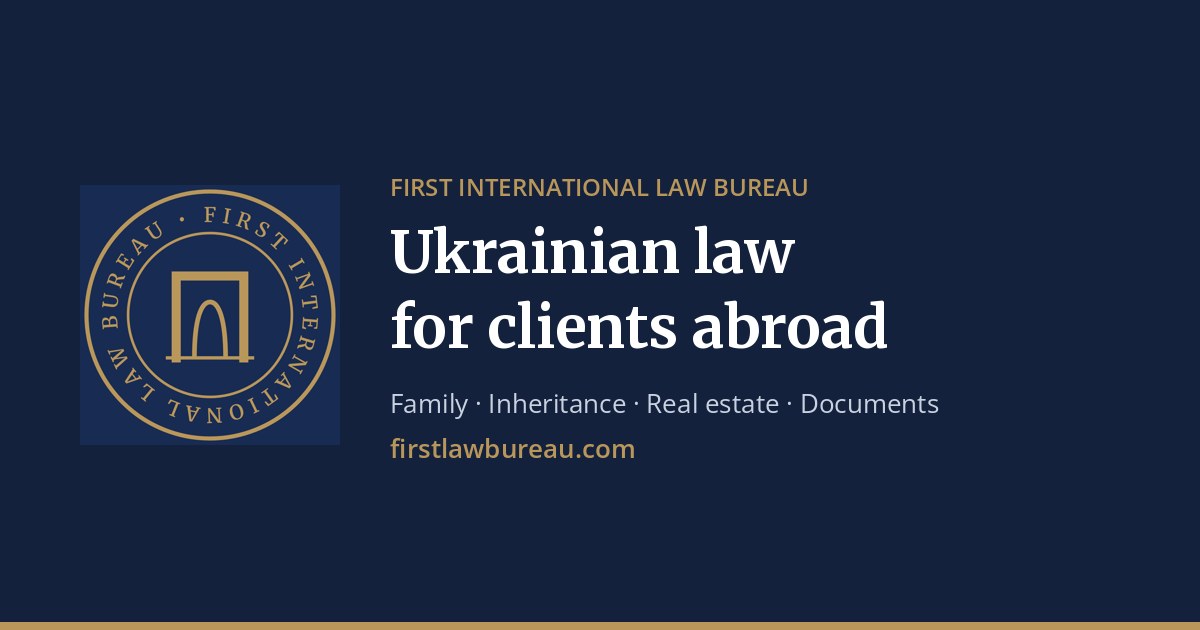 FIRST INTERNATIONAL LAW BUREAU ·
FIRST INTERNATIONAL LAW BUREAU
Ukrainian law
for clients abroad
Family · Inheritance · Real estate · Documents
firstlawbureau.com